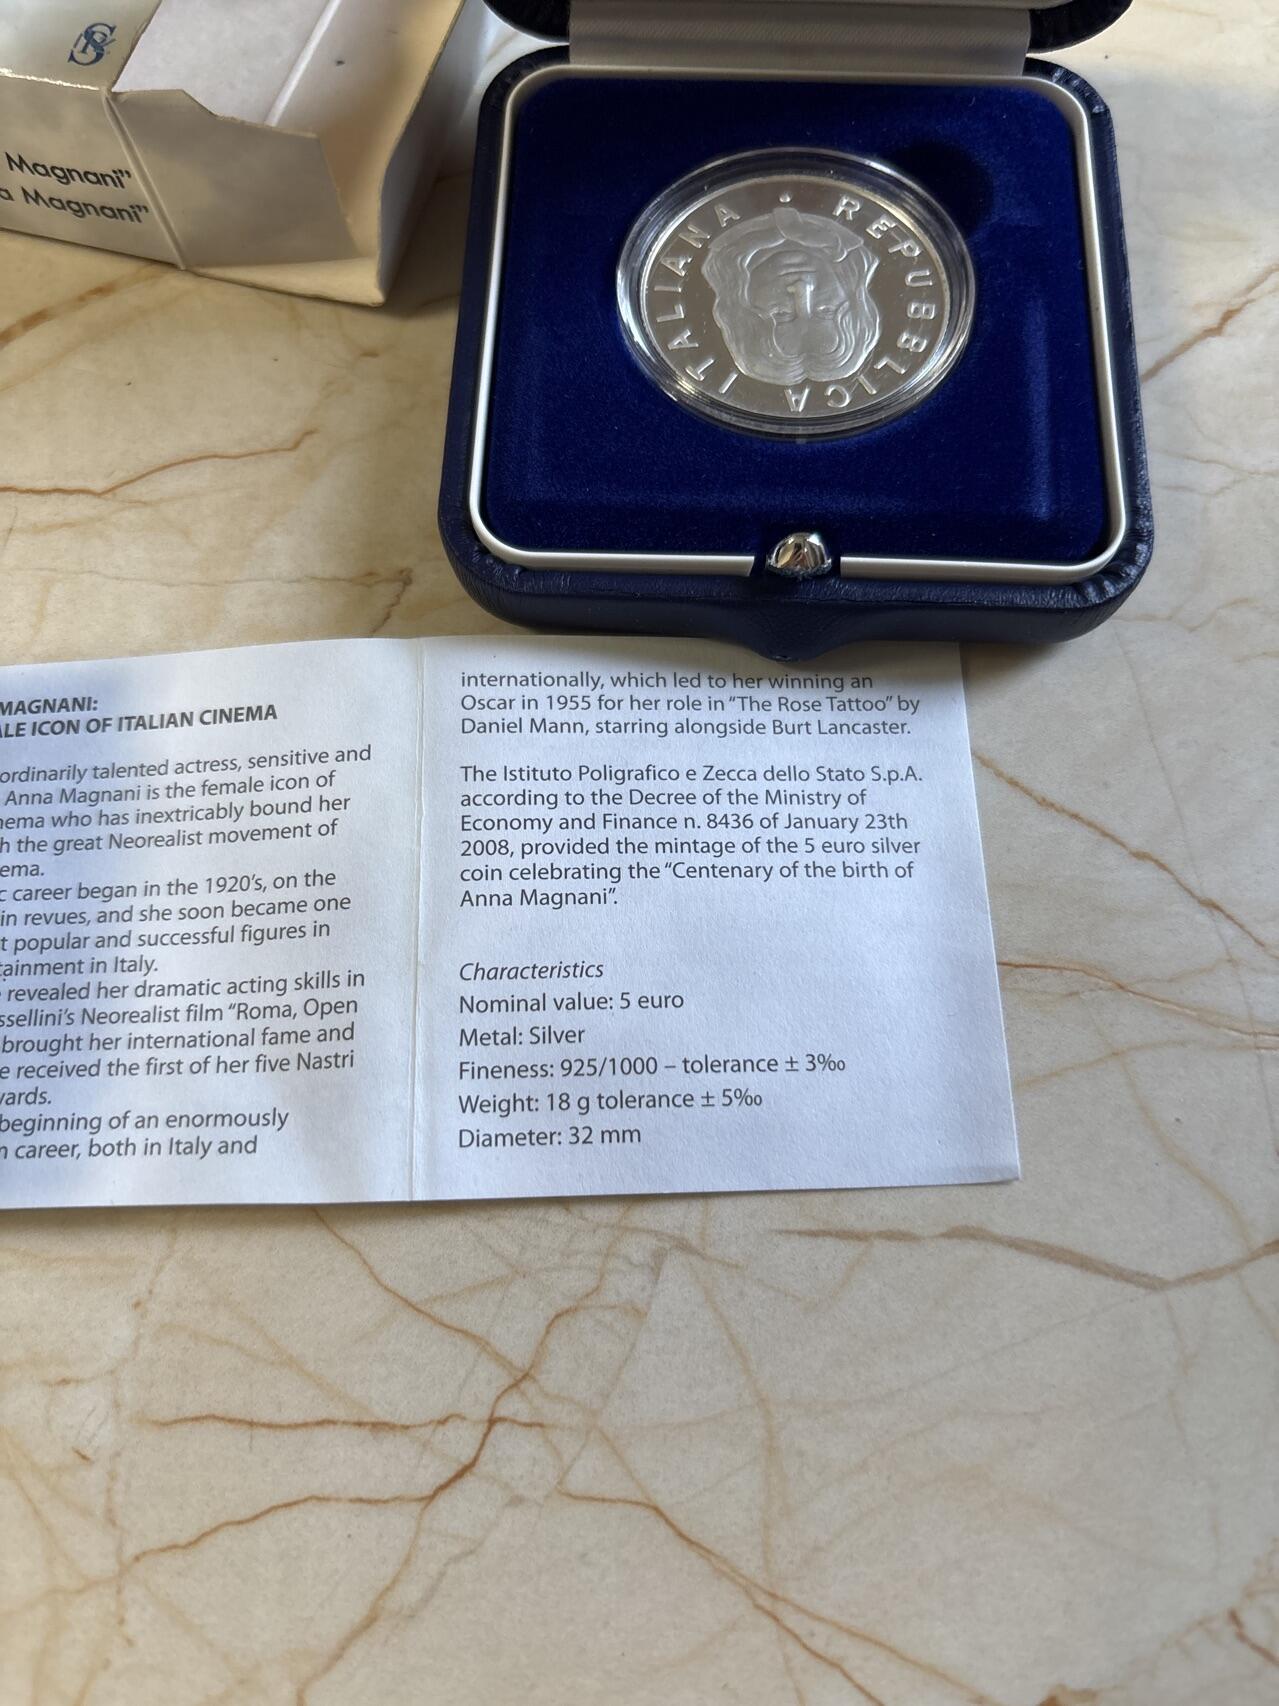 Magnani”
a Magnani”
REPUBBLICA ITALIANA
MAGNANI:
LE ICON OF ITALIAN CINEMA
ordinarily talented actress, sensitive and
Anna Magnani is the female icon of
ema who has inextricably bound her
h the great Neorealist movement of
ema.
c career began in the 1920’s, on the
in revues, and she soon became one
t popular and successful figures in
tainment in Italy.
revealed her dramatic acting skills in
ssellini’s Neorealist film “Roma, Open
brought her international fame and
e received the first of her five Nastri
ards.
beginning of an enormously
n career, both in Italy and
internationally, which led to her winning an
Oscar in 1955 for her role in “The Rose Tattoo” by
Daniel Mann, starring alongside Burt Lancaster.
The Istituto Poligrafico e Zecca dello Stato S.p.A.
according to the Decree of the Ministry of
Economy and Finance n. 8436 of January 23th
2008, provided the mintage of the 5 euro silver
coin celebrating the “Centenary of the birth of
Anna Magnani”.
Characteristics
Nominal value: 5 euro
Metal: Silver
Fineness: 925/1000 – tolerance ± 3‰
Weight: 18 g tolerance ± 5‰
Diameter: 32 mm